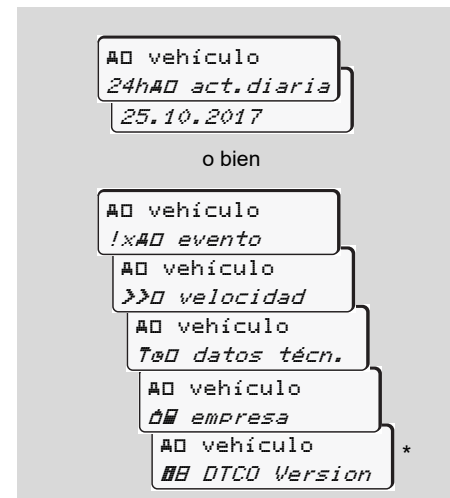 vehículo
24h act.diaria
25.10.2017
o bien
vehículo
!x evento
vehículo
>> velocidad
vehículo
datos técn.
vehículo
empresa
vehículo *
DTCO Version